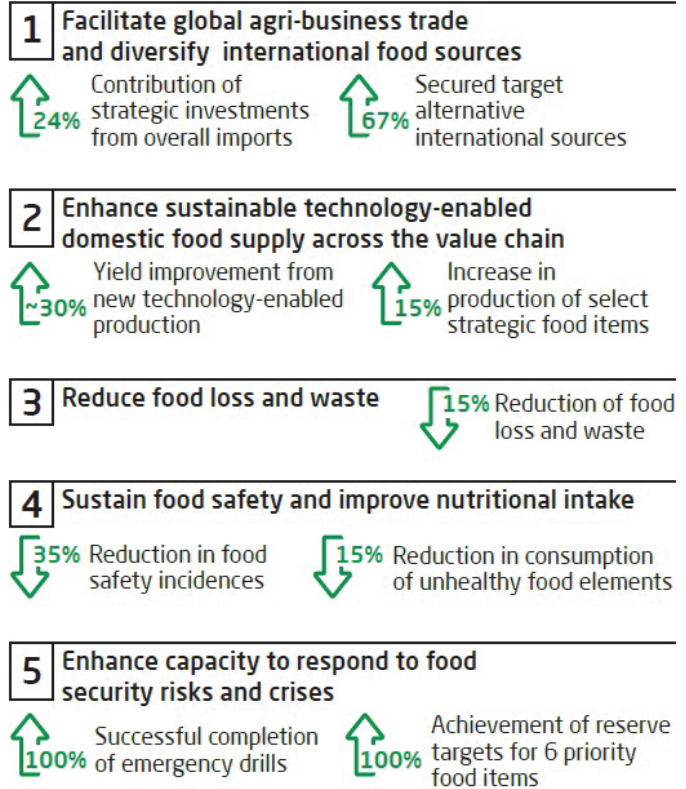 1
Facilitate global agri-business trade
and diversify international food sources
24%
Contribution of
strategic investments
from overall imports
67%
Secured target
alternative
international sources
2
Enhance sustainable technology-enabled
domestic food supply across the value chain
~30%
Yield improvement from
new technology-enabled
production
15%
Increase in
production of select
strategic food items
3
Reduce food loss and waste
15% Reduction of food
loss and waste
4
Sustain food safety and improve nutritional intake
35% Reduction in food
safety incidences
15% Reduction in consumption
of unhealthy food elements
5
Enhance capacity to respond to food
security risks and crises
100%
Successful completion
of emergency drills
100%
Achievement of reserve
targets for 6 priority
food items